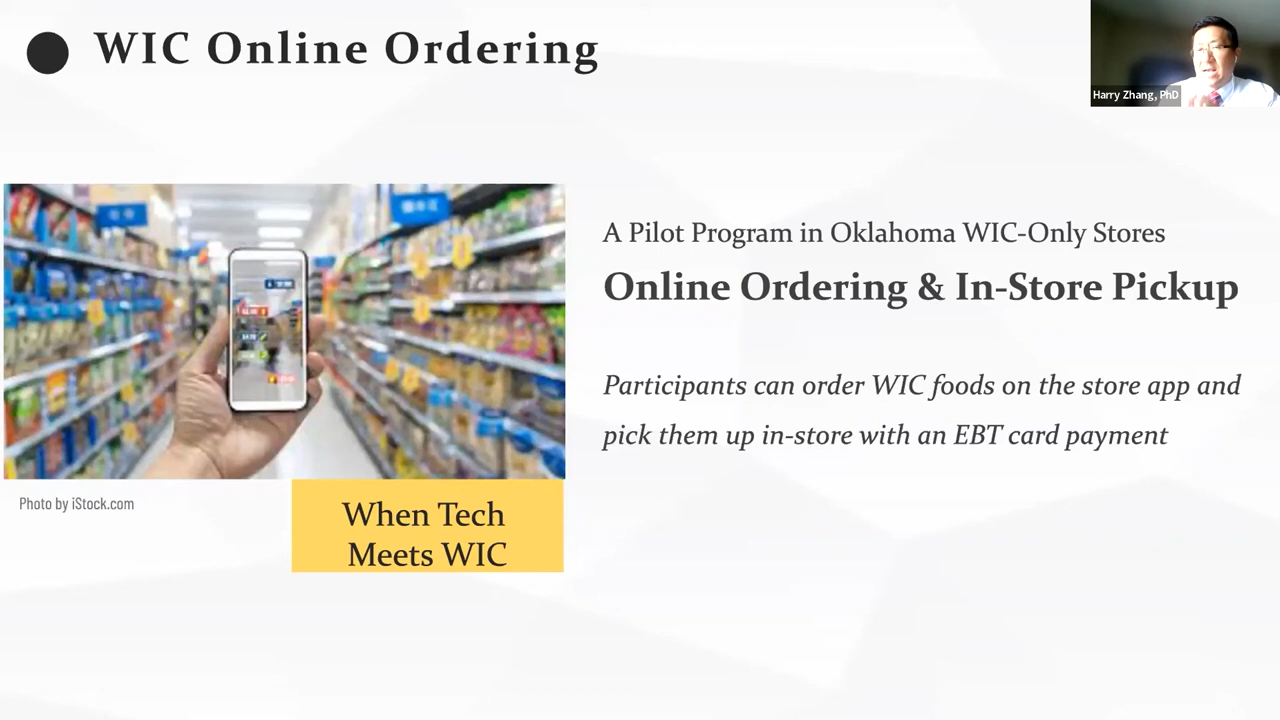 WIC Online Ordering
Harry Zhang, PhD
A Pilot Program in Oklahoma WIC-Only Stores
Online Ordering & In-Store Pickup
Participants can order WIC foods on the store app and
pick them up in-store with an EBT card payment
Photo by iStock.com
When Tech
Meets WIC